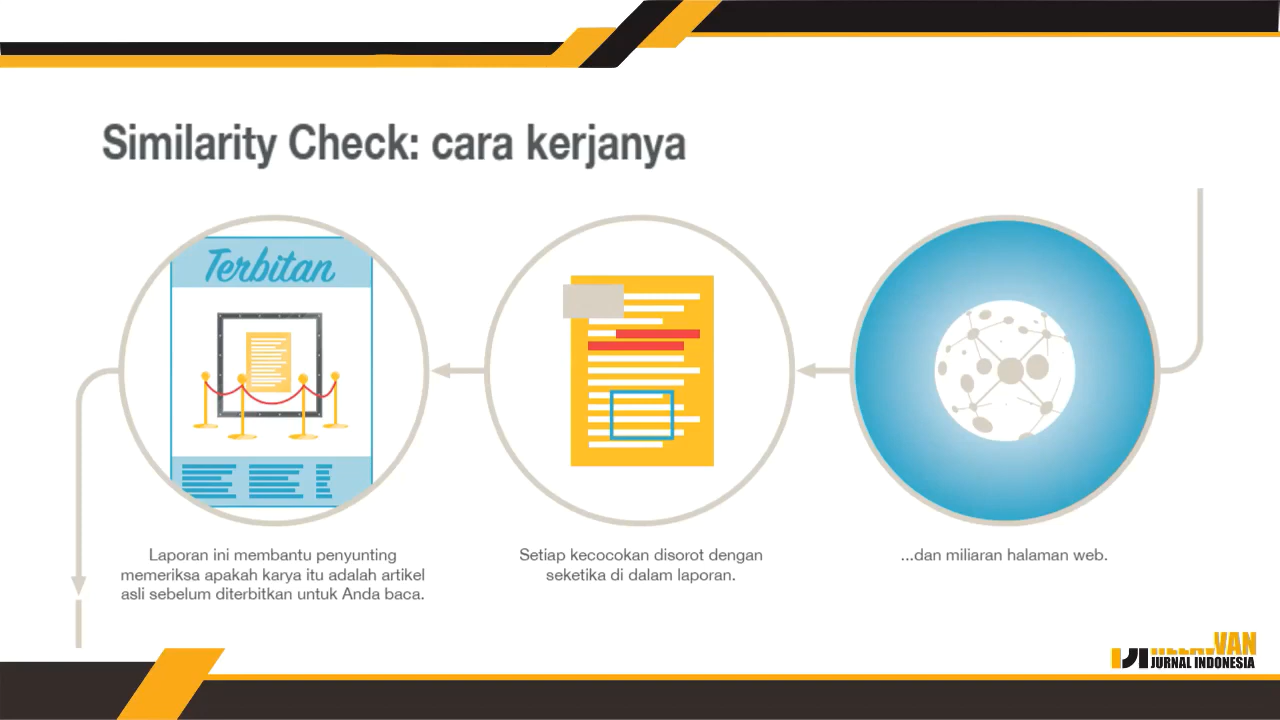 Similarity Check: cara kerjanya
Terbitan
Laporan ini membantu penyunting
memeriksa apakah karya itu adalah artikel
asli sebelum diterbitkan untuk Anda baca.
Setiap kecocokan disorot dengan
seketika di dalam laporan.
...dan miliaran halaman web.
VAN
JURNAL INDONESIA